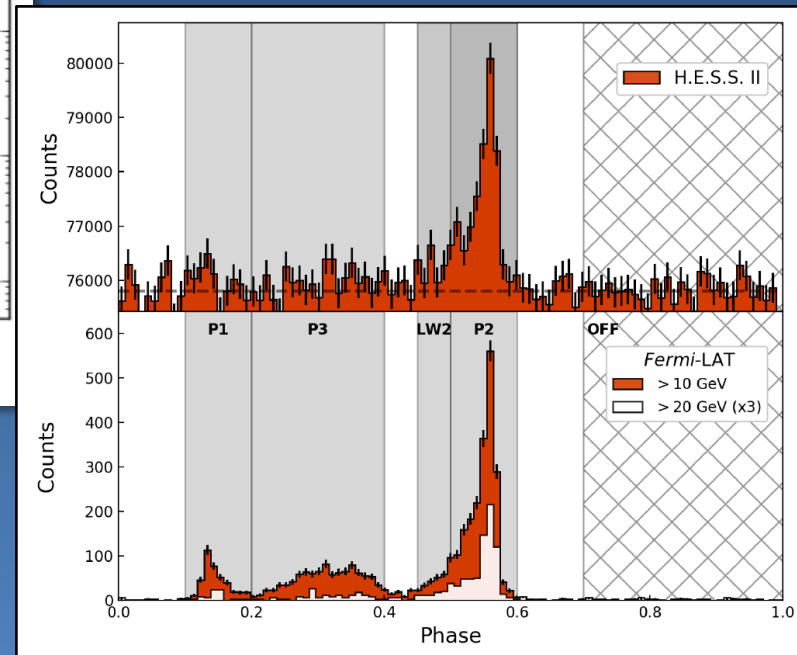 80000
79000
78000
77000
76000
Counts
H.E.S.S. II
P1 P3 LW2 P2 OFF
600
500
400
300
200
100
0
Counts
Fermi-LAT
> 10 GeV
> 20 GeV (x3)
0.0 0.2 0.4 0.6 0.8 1.0
Phase